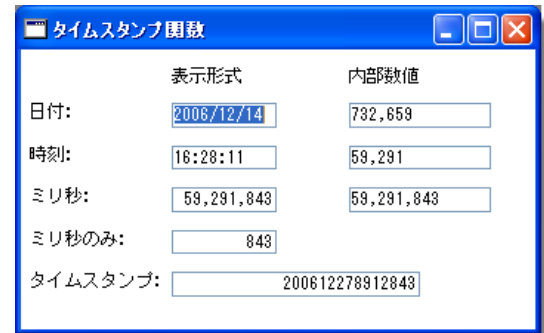 タイムスタンプ関数
表示形式 内部数値
日付: 2006/12/14 732,659
時刻: 16:28:11 59,291
ミリ秒: 59,291,843 59,291,843
ミリ秒のみ: 843
タイムスタンプ: 200612278912843